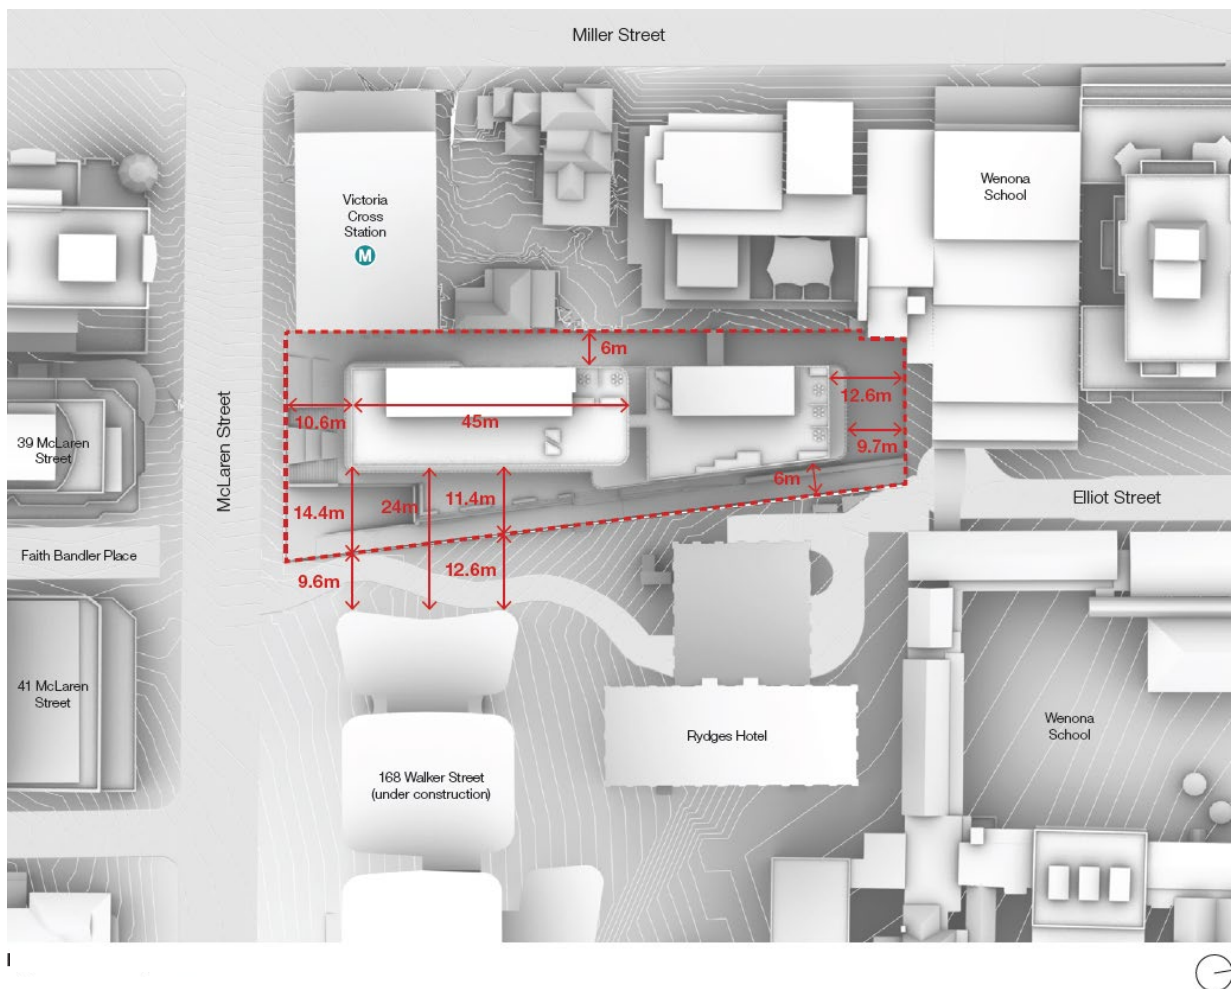 Miller Street
Victoria
Cross
Station
M
Wenona
School
6m
12.6m
10.6m
45m
9.7m
39 McLaren
Street
McLaren Street
6m
Elliot Street
14.4m
24m
11.4m
Faith Bandler Place
9.6m
12.6m
41 McLaren
Street
168 Walker Street
(under construction)
Rydges Hotel
Wenona
School